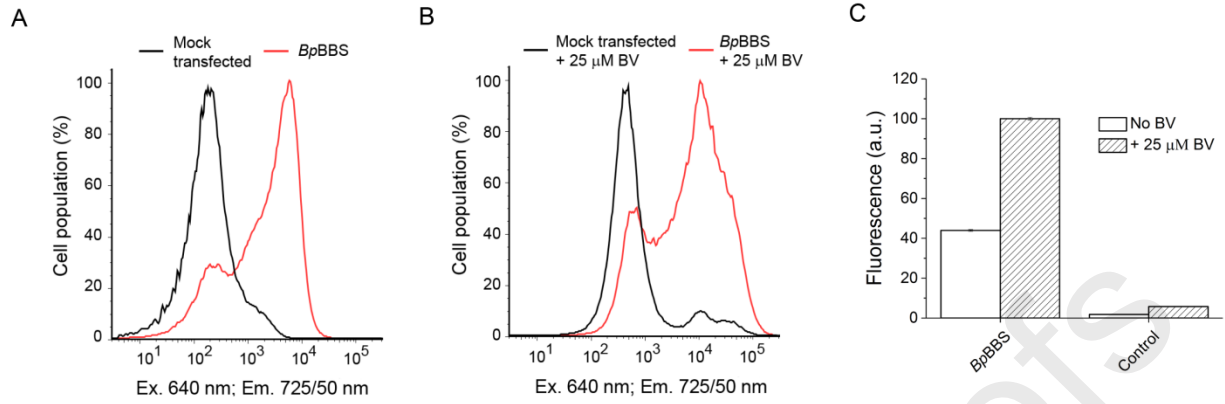 A
Mock
transfected
BpBBS
Cell population (%)
100
80
60
40
20
0
10¹ 10² 10³ 10⁴ 10⁵
Ex. 640 nm; Em. 725/50 nm
B
Mock transfected
+ 25 μM BV
BpBBS
+ 25 μM BV
Cell population (%)
100
80
60
40
20
0
10¹ 10² 10³ 10⁴ 10⁵
Ex. 640 nm; Em. 725/50 nm
C
Fluorescence (a.u.)
120
100
80
60
40
20
0
No BV
+ 25 μM BV
BpBBS
Control